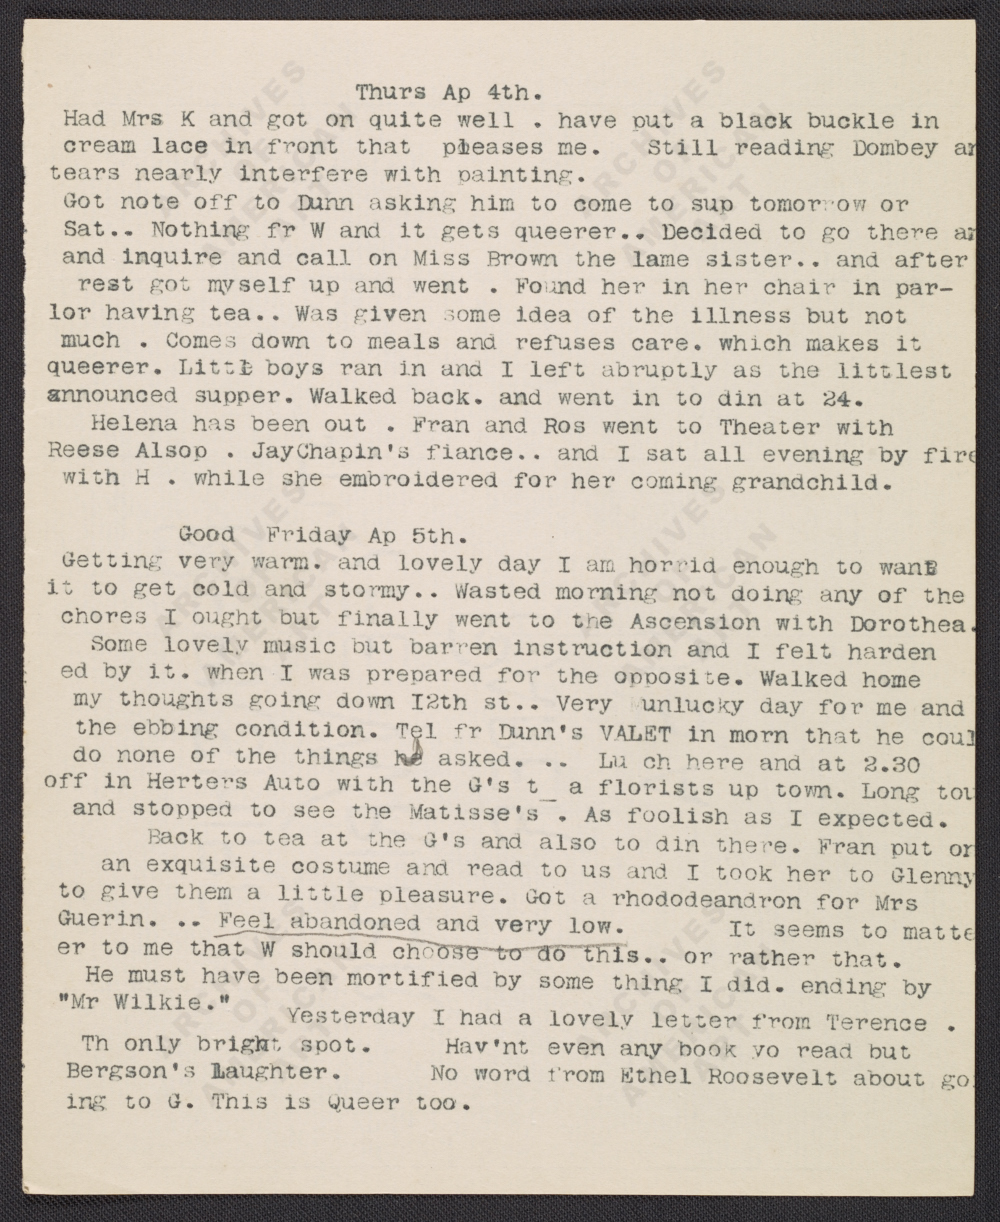 Thurs Ap 4th.
Had Mrs K and got on quite well . have put a black buckle in
cream lace in front that pleases me. Still reading Dombey an
tears nearly interfere with painting.
Got note off to Dunn asking him to come to sup tomorrow or
Sat.. Nothing fr W and it gets queerer.. Decided to go there an
and inquire and call on Miss Brown the lame sister.. and after
rest got myself up and went . Found her in her chair in par-
lor having tea.. Was given some idea of the illness but not
much . Comes down to meals and refuses care. which makes it
queerer. Little boys ran in and I left abruptly as the littlest
announced supper. Walked back. and went in to din at 24.
Helena has been out . Fran and Ros went to Theater with
Reese Alsop . JayChapin's fiance.. and I sat all evening by fire
with H . while she embroidered for her coming grandchild.
Good Friday Ap 5th.
Getting very warm. and lovely day I am horrid enough to want
it to get cold and stormy.. Wasted morning not doing any of the
chores I ought but finally went to the Ascension with Dorothea.
Some lovely music but barren instruction and I felt harden
ed by it. when I was prepared for the opposite. Walked home
my thoughts going down I2th st.. Very unlucky day for me and
the ebbing condition. Tel fr Dunn's VALET in morn that he coul
do none of the things he asked. .. Lu ch here and at 2.30
off in Herters Auto with the G's t_ a florists up town. Long tou
and stopped to see the Matisse's . As foolish as I expected.
Back to tea at the G's and also to din there. Fran put on
an exquisite costume and read to us and I took her to Glenny
to give them a little pleasure. Got a rhododeandron for Mrs
Guerin. .. Feel abandoned and very low. It seems to matte
er to me that W should choose to do this.. or rather that.
He must have been mortified by some thing I did. ending by
"Mr Wilkie."
Yesterday I had a lovely letter from Terence .
Th only bright spot. Hav'nt even any book yo read but
Bergson's Laughter. No word from Ethel Roosevelt about go
ing to G. This is Queer too.